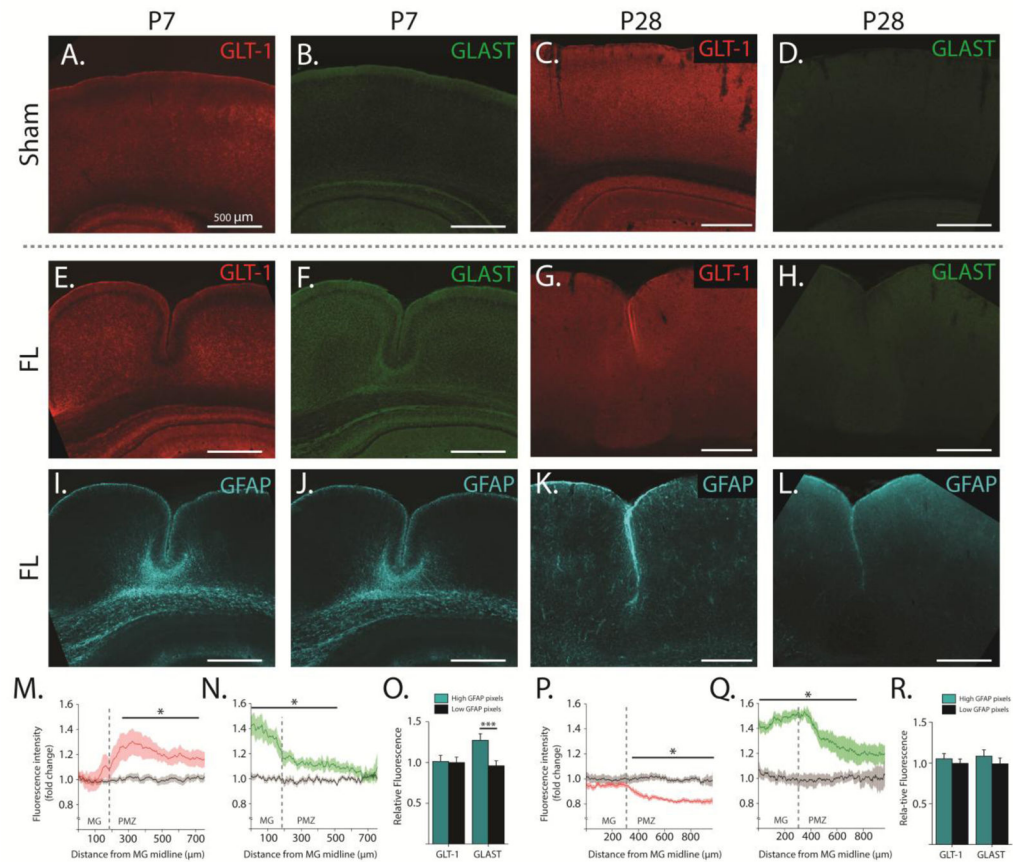 P7 P7 P28 P28
Sham
A. GLT-1 B. GLAST C. GLT-1 D. GLAST
500 µm
FL
E. GLT-1 F. GLAST G. GLT-1 H. GLAST
FL
I. GFAP J. GFAP K. GFAP L. GFAP
M.
Fluorescence intensity
(fold change)
1.6
1.4
1.2
1.0
0.8
*
MG PMZ
100 300 500 700
Distance from MG midline (µm)
N.
1.6
1.4
1.2
1.0
0.8
*
MG PMZ
100 300 500 700
Distance from MG midline (µm)
O.
High GFAP pixels
Low GFAP pixels
Relative Fluorescence
1.5
1.0
0.5
***
GLT-1 GLAST
P.
Fluorescence intensity
(fold change)
1.6
1.4
1.2
1.0
0.8
*
MG PMZ
200 400 600 800
Distance from MG midline (µm)
Q.
1.6
1.4
1.2
1.0
0.8
*
MG PMZ
200 400 600 800
Distance from MG midline (µm)
R.
High GFAP pixels
Low GFAP pixels
Rela-tive Fluorescence
1.5
1.0
0.5
GLT-1 GLAST